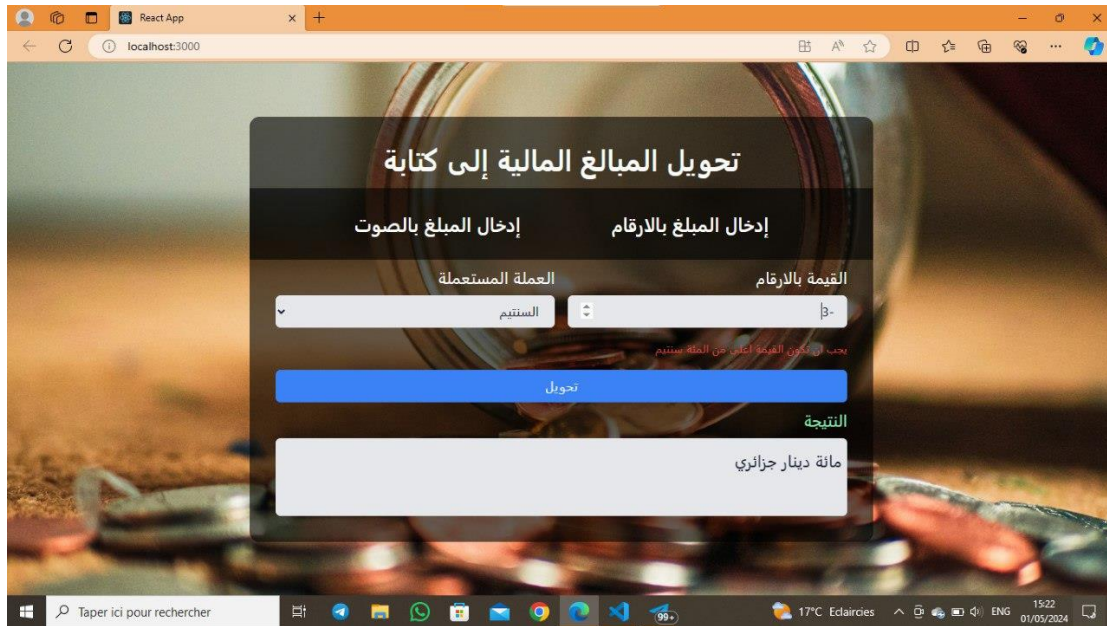 React App
localhost:3000
تحويل المبالغ المالية إلى كتابة
إدخال المبلغ بالارقام إدخال المبلغ بالصوت
القيمة بالارقام العملة المستعملة
-3 السنتيم
يجب ان تكون القيمة اعلى من المئة سنتيم
تحويل
النتيجة
مائة دينار جزائري
Taper ici pour rechercher 99+ 17°C Eclaircies ENG 15:22
01/05/2024